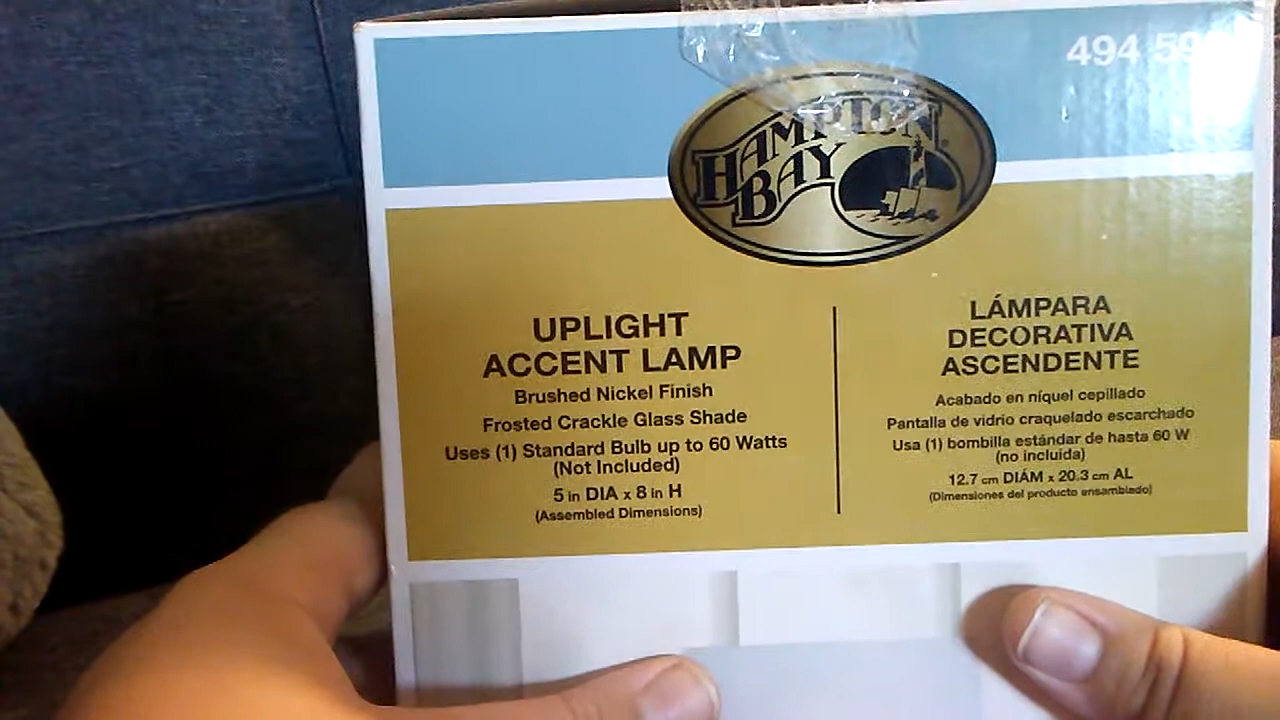 494 59
HAMPTON
BAY
UPLIGHT
ACCENT LAMP
Brushed Nickel Finish
Frosted Crackle Glass Shade
Uses (1) Standard Bulb up to 60 Watts
(Not Included)
5 in DIA x 8 in H
(Assembled Dimensions)
LÁMPARA
DECORATIVA
ASCENDENTE
Acabado en níquel cepillado
Pantalla de vidrio craquelado escarchado
Usa (1) bombilla estándar de hasta 60 W
(no incluida)
12.7 cm DIÁM x 20.3 cm AL
(Dimensiones del producto ensamblado)